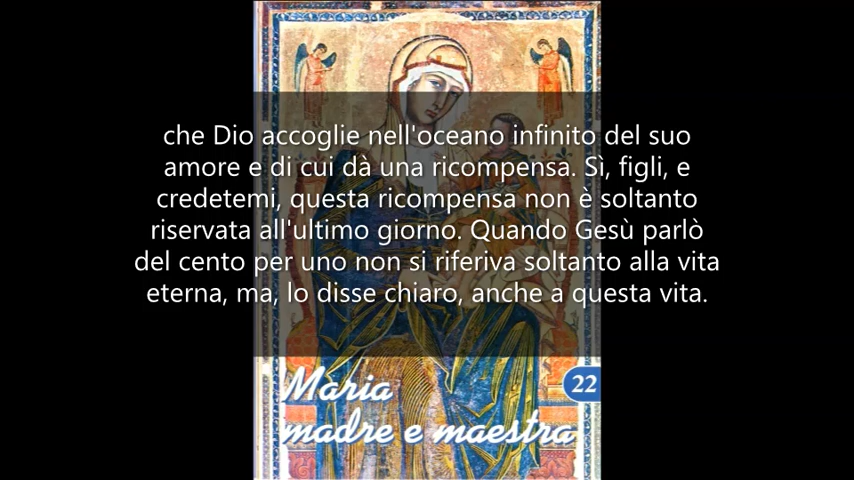 che Dio accoglie nell'oceano infinito del suo
amore e di cui dà una ricompensa. Sì, figli, e
credetemi, questa ricompensa non è soltanto
riservata all'ultimo giorno. Quando Gesù parlò
del cento per uno non si riferiva soltanto alla vita
eterna, ma, lo disse chiaro, anche a questa vita.
Maria
22
madre e maestra